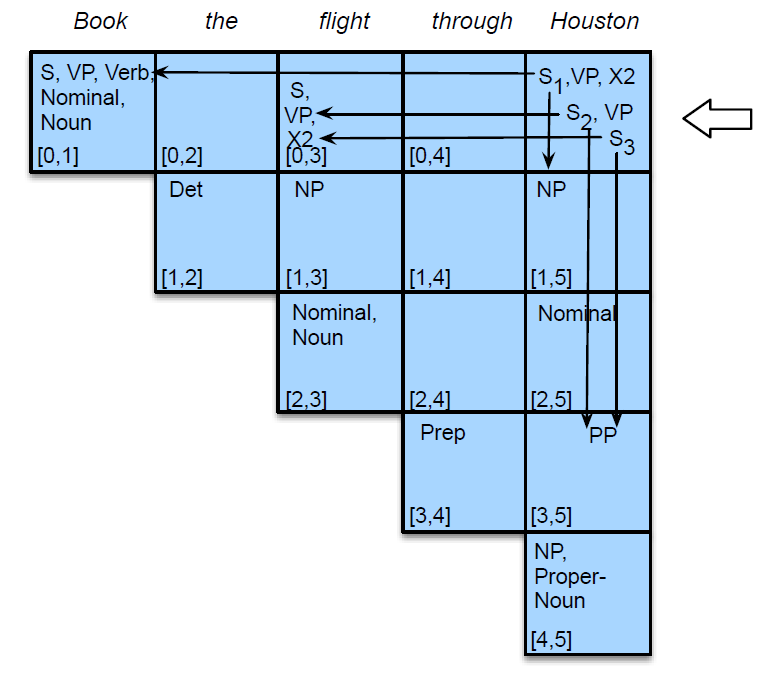 Book the flight through Houston
S, VP, Verb, Nominal, Noun
[0,1]
[0,2]
S, VP, X2
[0,3]
[0,4]
S1,VP, X2
S2, VP
S3
Det
[1,2]
NP
[1,3]
[1,4]
NP
[1,5]
Nominal,
Noun
[2,3]
[2,4]
Nominal
[2,5]
Prep
[3,4]
PP
[3,5]
NP,
Proper-
Noun
[4,5]